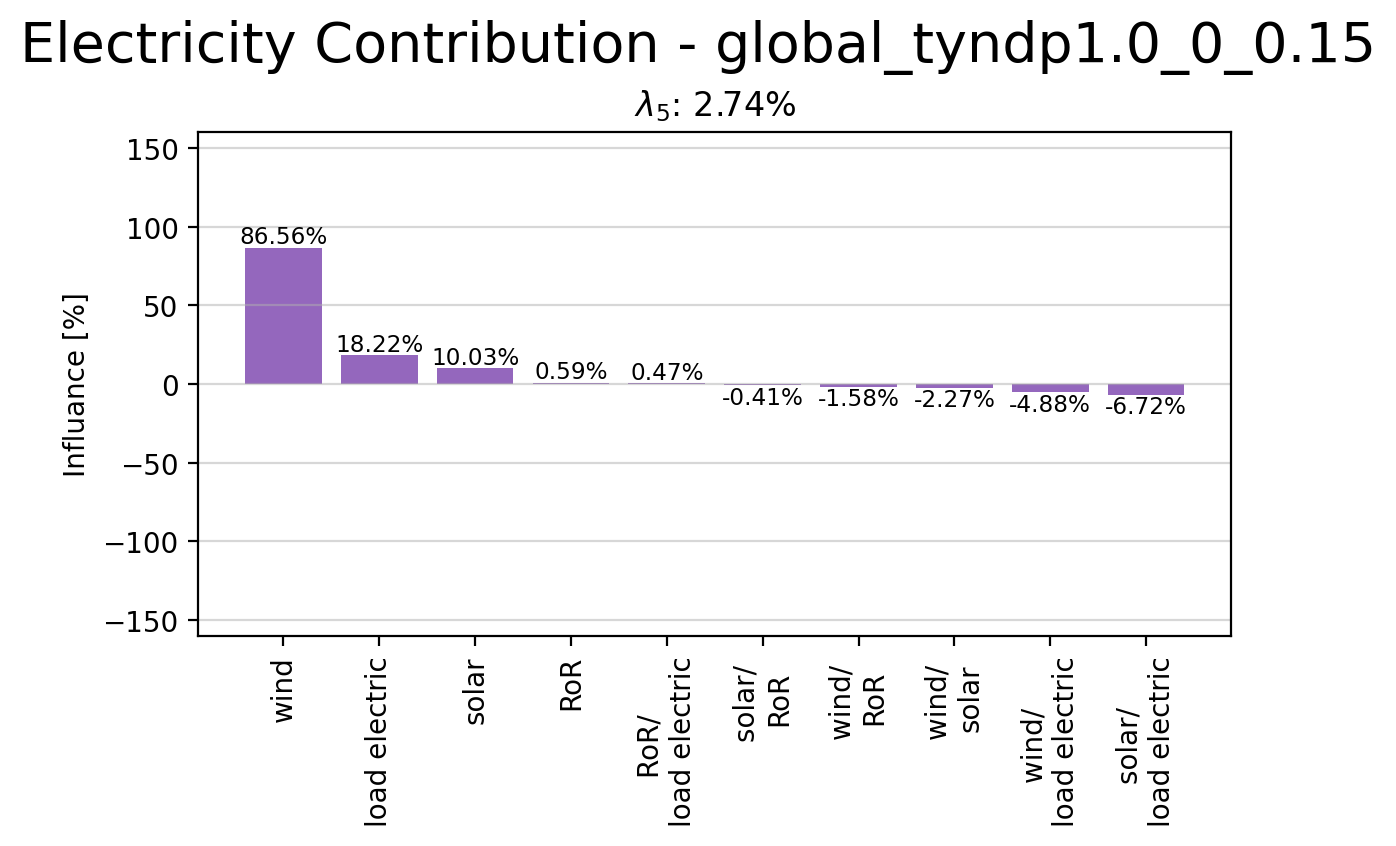 Electricity Contribution - global_tyndp1.0_0_0.15
λ5: 2.74%
Influance [%]
150
100
50
0
−50
−100
−150
86.56%
18.22%
10.03%
0.59%
0.47%
-0.41%
-1.58%
-2.27%
-4.88%
-6.72%
wind
load electric
solar
RoR
RoR/
load electric
solar/
RoR
wind/
RoR
wind/
solar
wind/
load electric
solar/
load electric